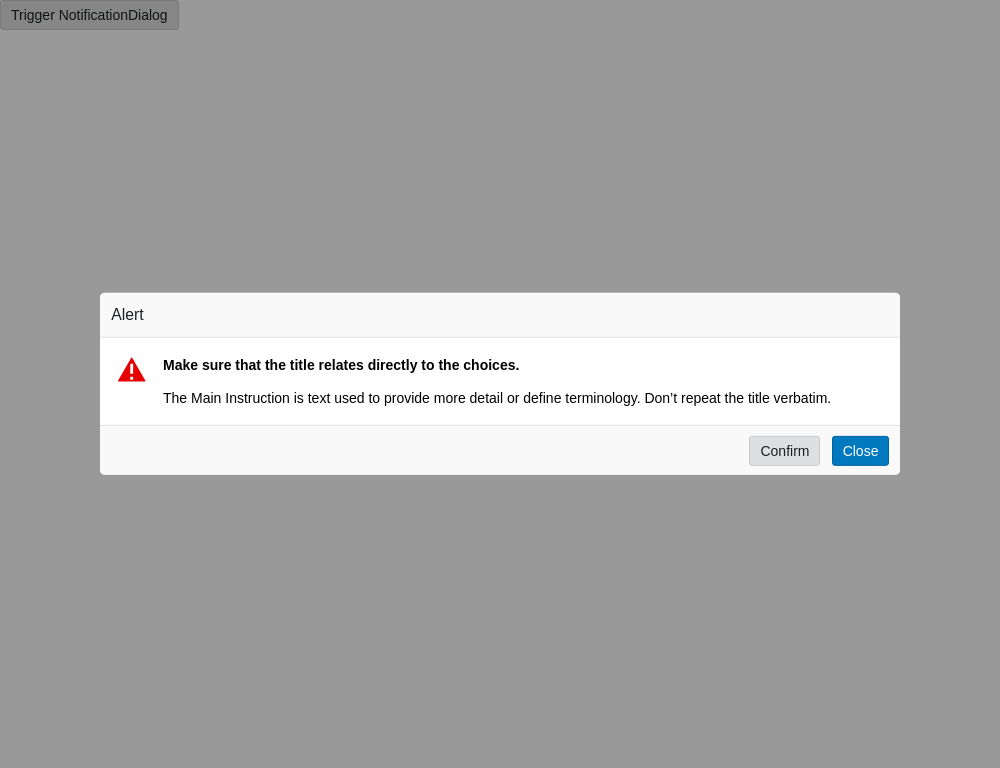 Trigger NotificationDialog
Alert
Make sure that the title relates directly to the choices.
The Main Instruction is text used to provide more detail or define terminology. Don’t repeat the title verbatim.
Confirm
Close